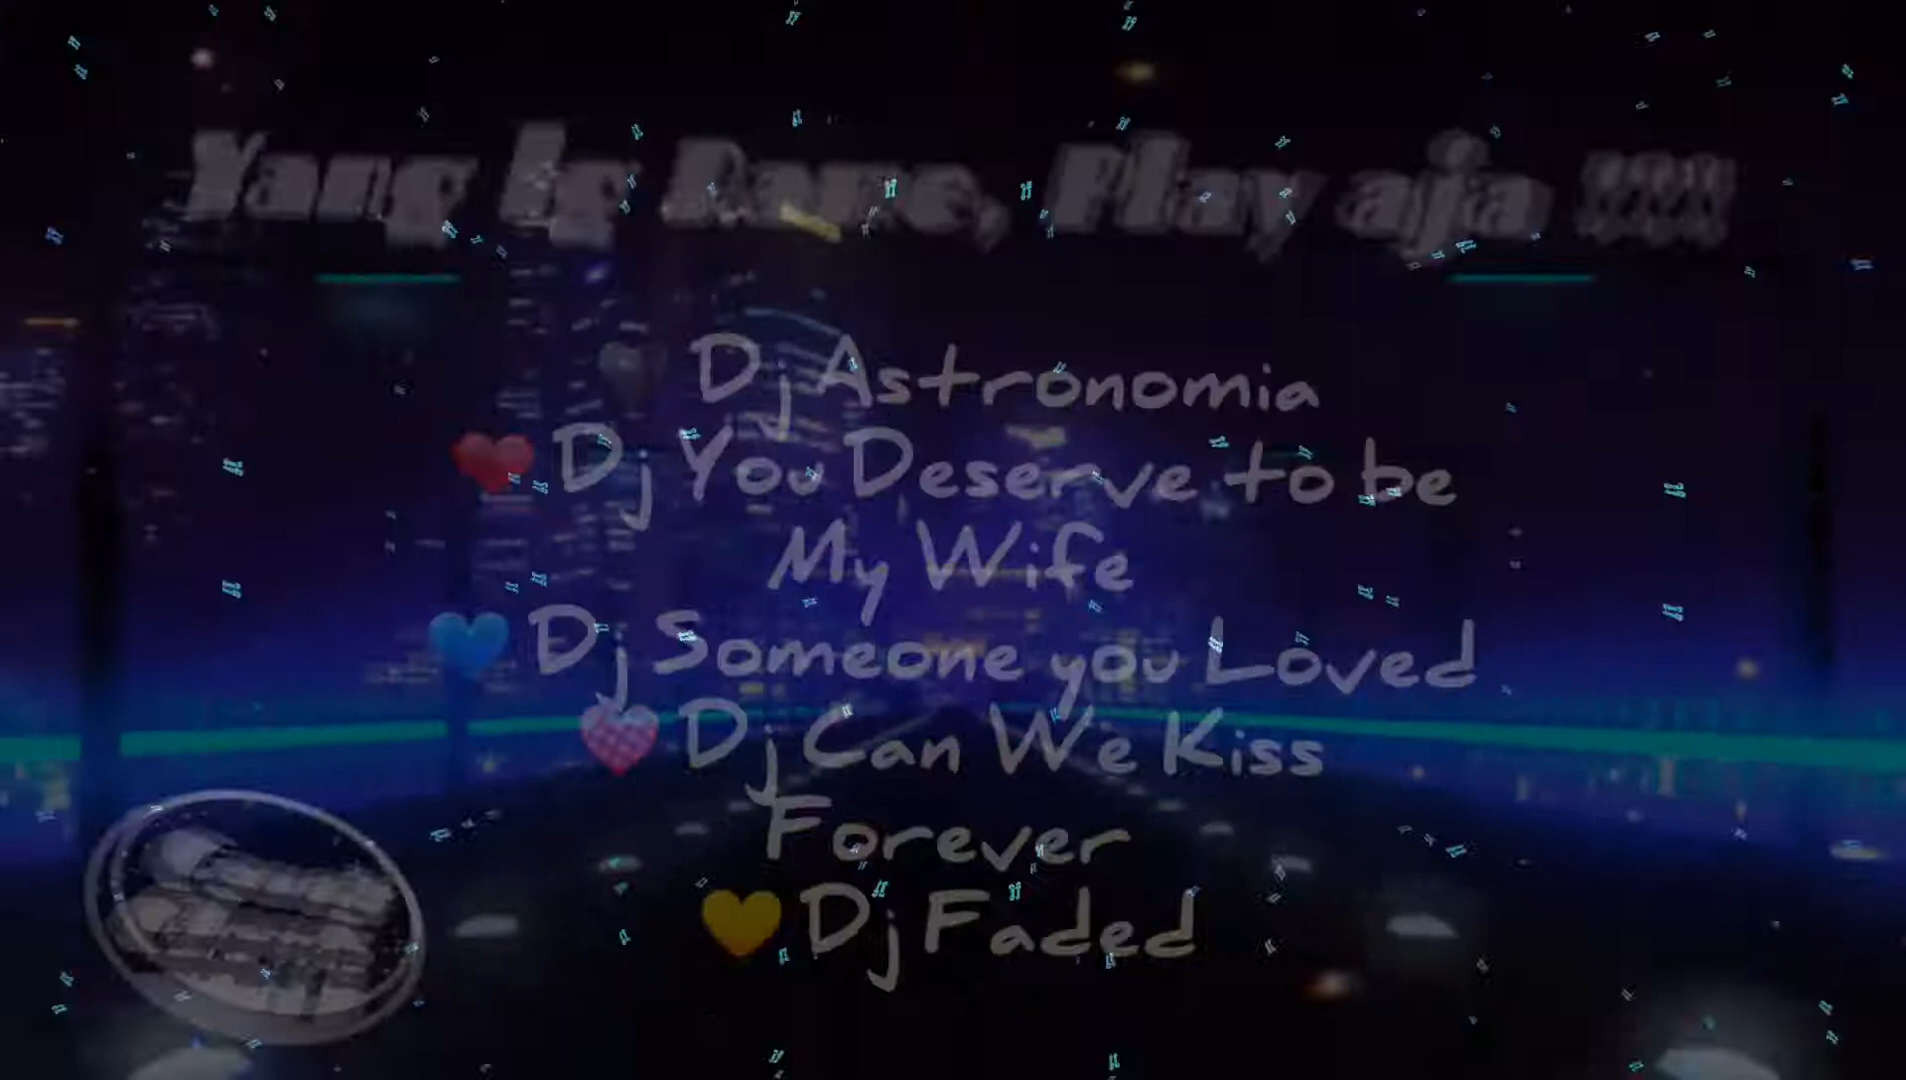 Yang lg Rame, Play aja !!!!
🖤 Dj Astronomia
❤️ Dj You Deserve to be
My Wife
💙 Dj Someone you Loved
💝 Dj Can We Kiss
Forever
💛 Dj Faded